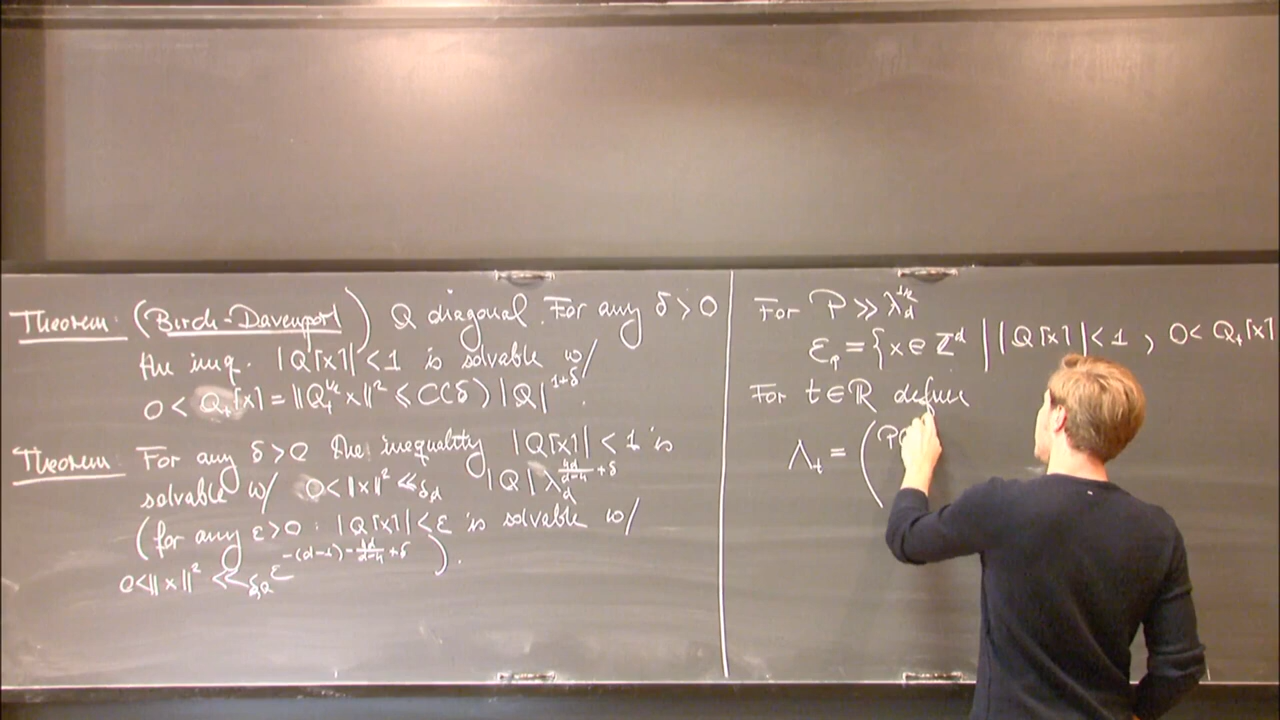 Theorem: (Birch-Davenport) Q diagonal. For any δ > 0
the ineq. |Q[x]| < 1 is solvable w/
0 < Q₊[x] = ||Q₊^{1/2} x||² ≤ C(δ) |Q|^{1+δ}.
Theorem For any δ > 0 the inequality |Q[x]| < 1 is
solvable w/ 0 < ||x||² ≪_{δ,d} |Q| λ_d^{\frac{4d}{d-4}+δ}
(for any ε > 0 : |Q[x]| < ε is solvable w/
0 < ||x||² ≪_{δ,Q} ε^{-(d-1)-\frac{4d}{d-4}+δ}).
For P ≫ λ_d^{1/2}
ℰ_P = {x ∈ ℤ^d | |Q[x]| < 1, 0 < Q₊[x]
For t ∈ ℝ define
Λ_t = (P